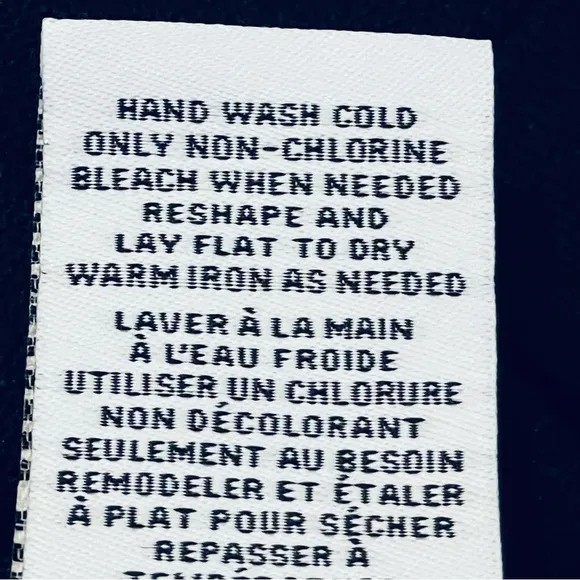 HAND WASH COLD
ONLY NON-CHLORINE
BLEACH WHEN NEEDED
RESHAPE AND
LAY FLAT TO DRY
WARM IRON AS NEEDED
LAVER À LA MAIN
À L'EAU FROIDE
UTILISER UN CHLORURE
NON DÉCOLORANT
SEULEMENT AU BESOIN
REMODELER ET ÉTALER
À PLAT POUR SÉCHER
REPASSER À